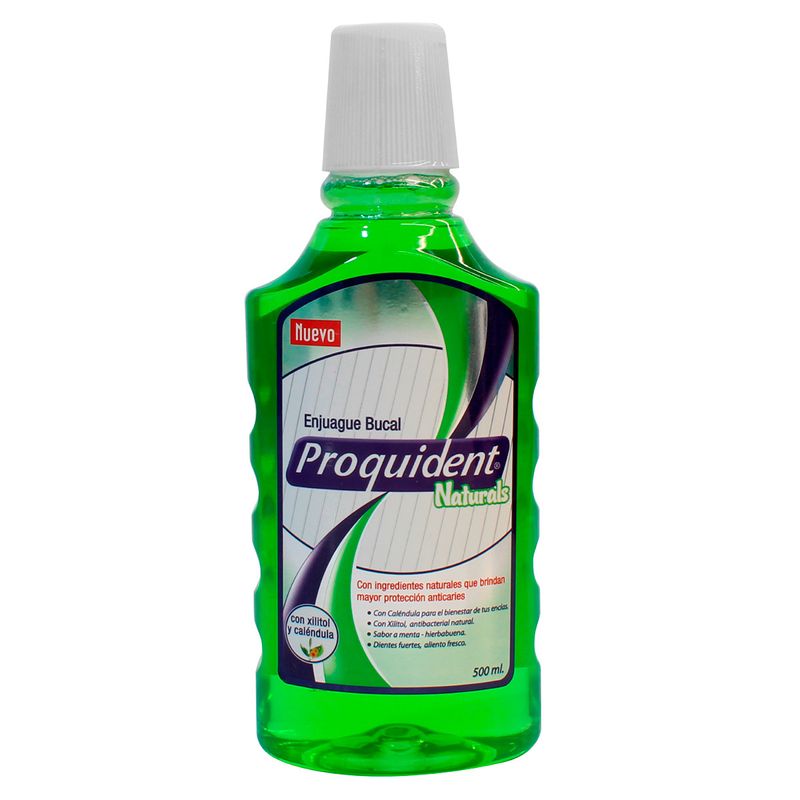 Nuevo
Enjuague Bucal
Proquident®
Naturals
Con ingredientes naturales que brindan
mayor protección anticaries
• Con Caléndula para el bienestar de tus encías.
• Con Xilitol, antibacterial natural.
• Sabor a menta - hierbabuena.
• Dientes fuertes, aliento fresco.
con xilitol
y caléndula
500 ml.